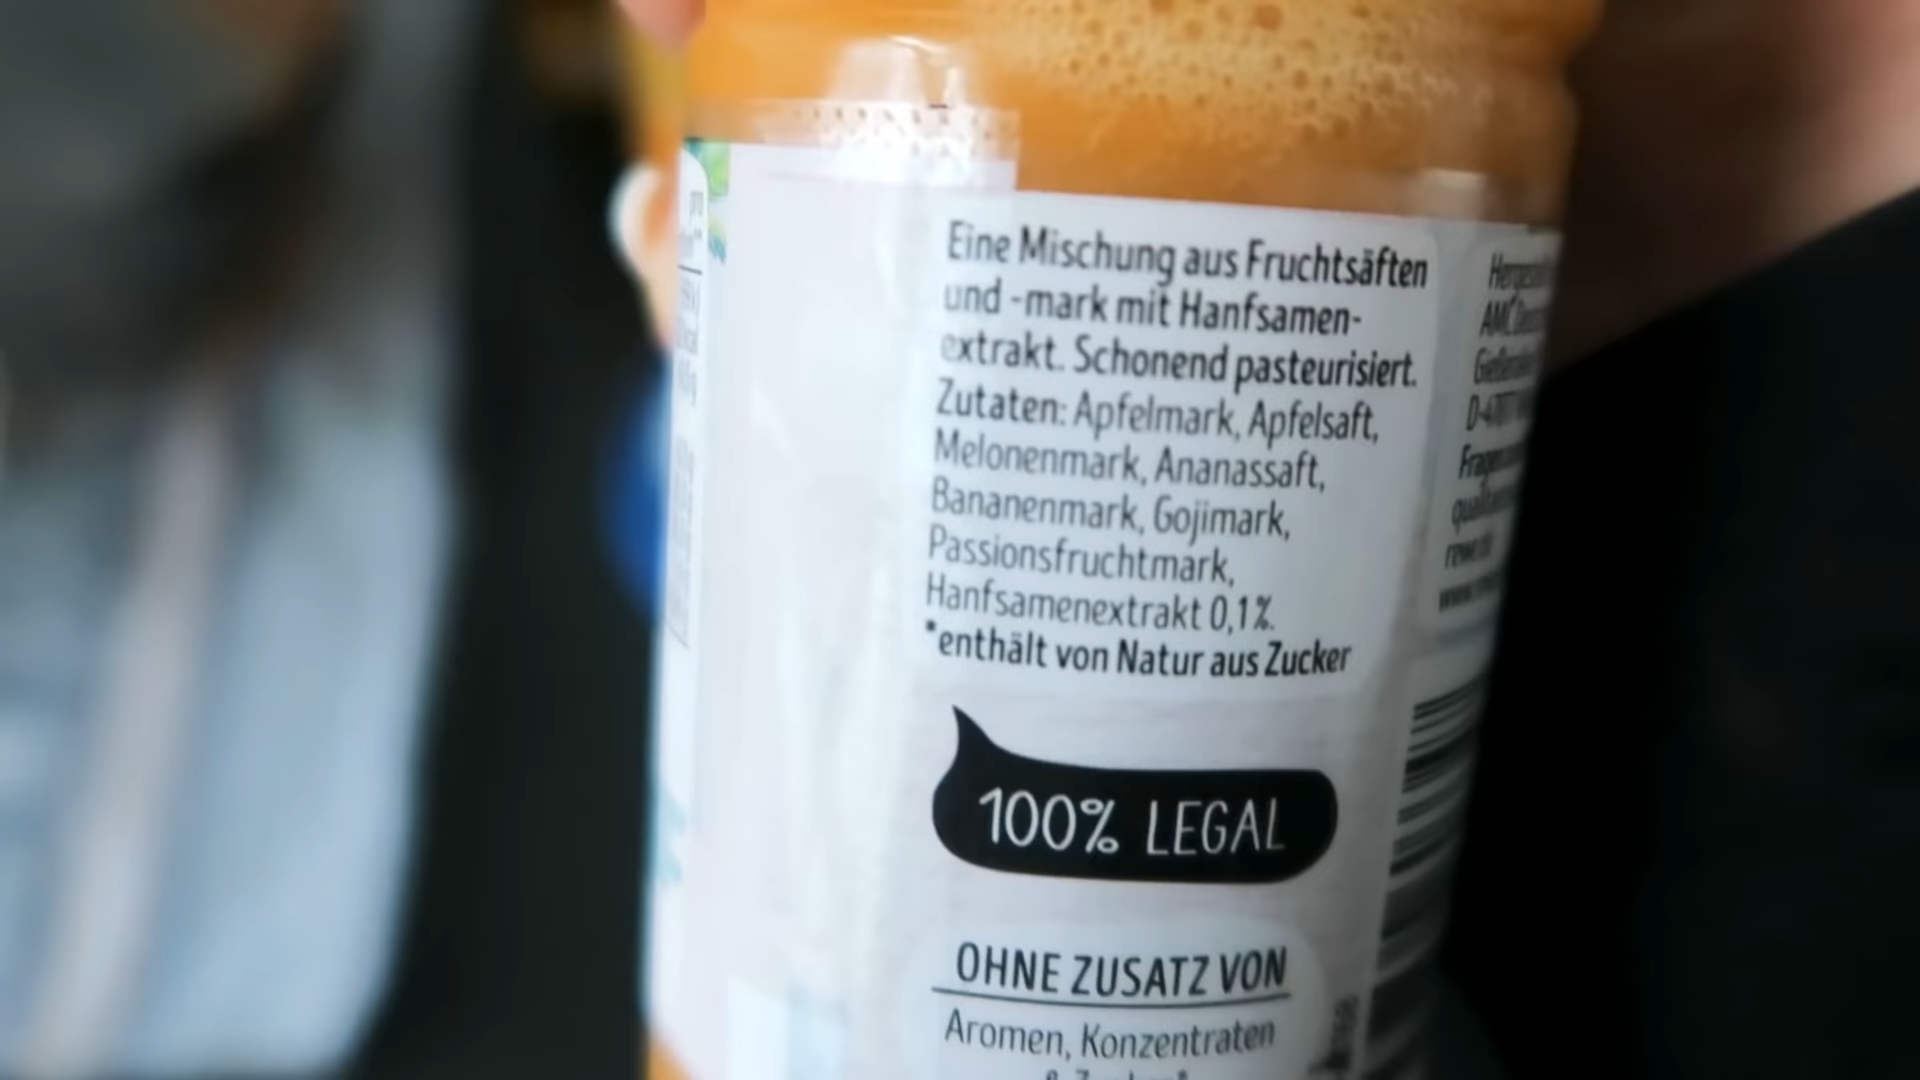 Eine Mischung aus Fruchtsäften
und -mark mit Hanfsamen-
extrakt. Schonend pasteurisiert.
Zutaten: Apfelmark, Apfelsaft,
Melonenmark, Ananassaft,
Bananenmark, Gojimark,
Passionsfruchtmark,
Hanfsamenextrakt 0,1%.
*enthält von Natur aus Zucker
100% LEGAL
OHNE ZUSATZ VON
Aromen, Konzentraten
AMC